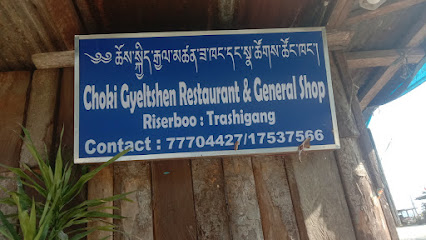 ༄༅ ཆོས་སྐྱིད་རྒྱལ་མཚན་ཟ་ཁང་དང་སྣ་ཚོགས་ཚོང་ཁང་།
Choki Gyeltshen Restaurant & General Shop
Riserboo : Trashigang
Contact : 77704427/17537566